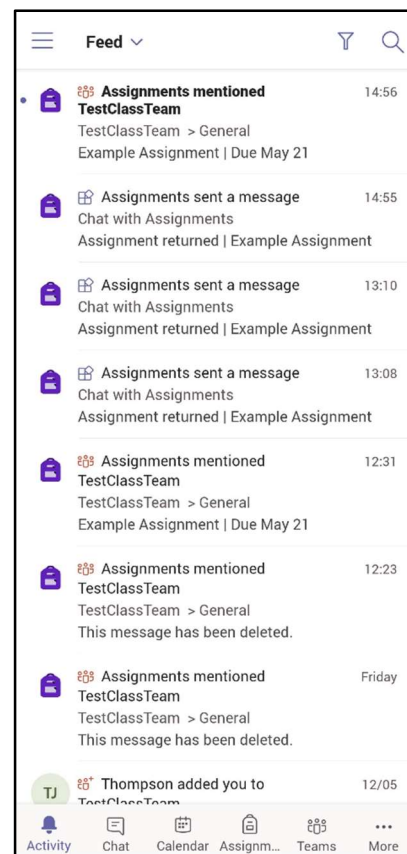 Feed
Assignments mentioned 14:56
TestClassTeam
TestClassTeam > General
Example Assignment | Due May 21
Assignments sent a message 14:55
Chat with Assignments
Assignment returned | Example Assignment
Assignments sent a message 13:10
Chat with Assignments
Assignment returned | Example Assignment
Assignments sent a message 13:08
Chat with Assignments
Assignment returned | Example Assignment
Assignments mentioned 12:31
TestClassTeam
TestClassTeam > General
Example Assignment | Due May 21
Assignments mentioned 12:23
TestClassTeam
TestClassTeam > General
This message has been deleted.
Assignments mentioned Friday
TestClassTeam
TestClassTeam > General
This message has been deleted.
TJ Thompson added you to 12/05
TestClassTeam
Activity Chat Calendar Assignm... Teams More